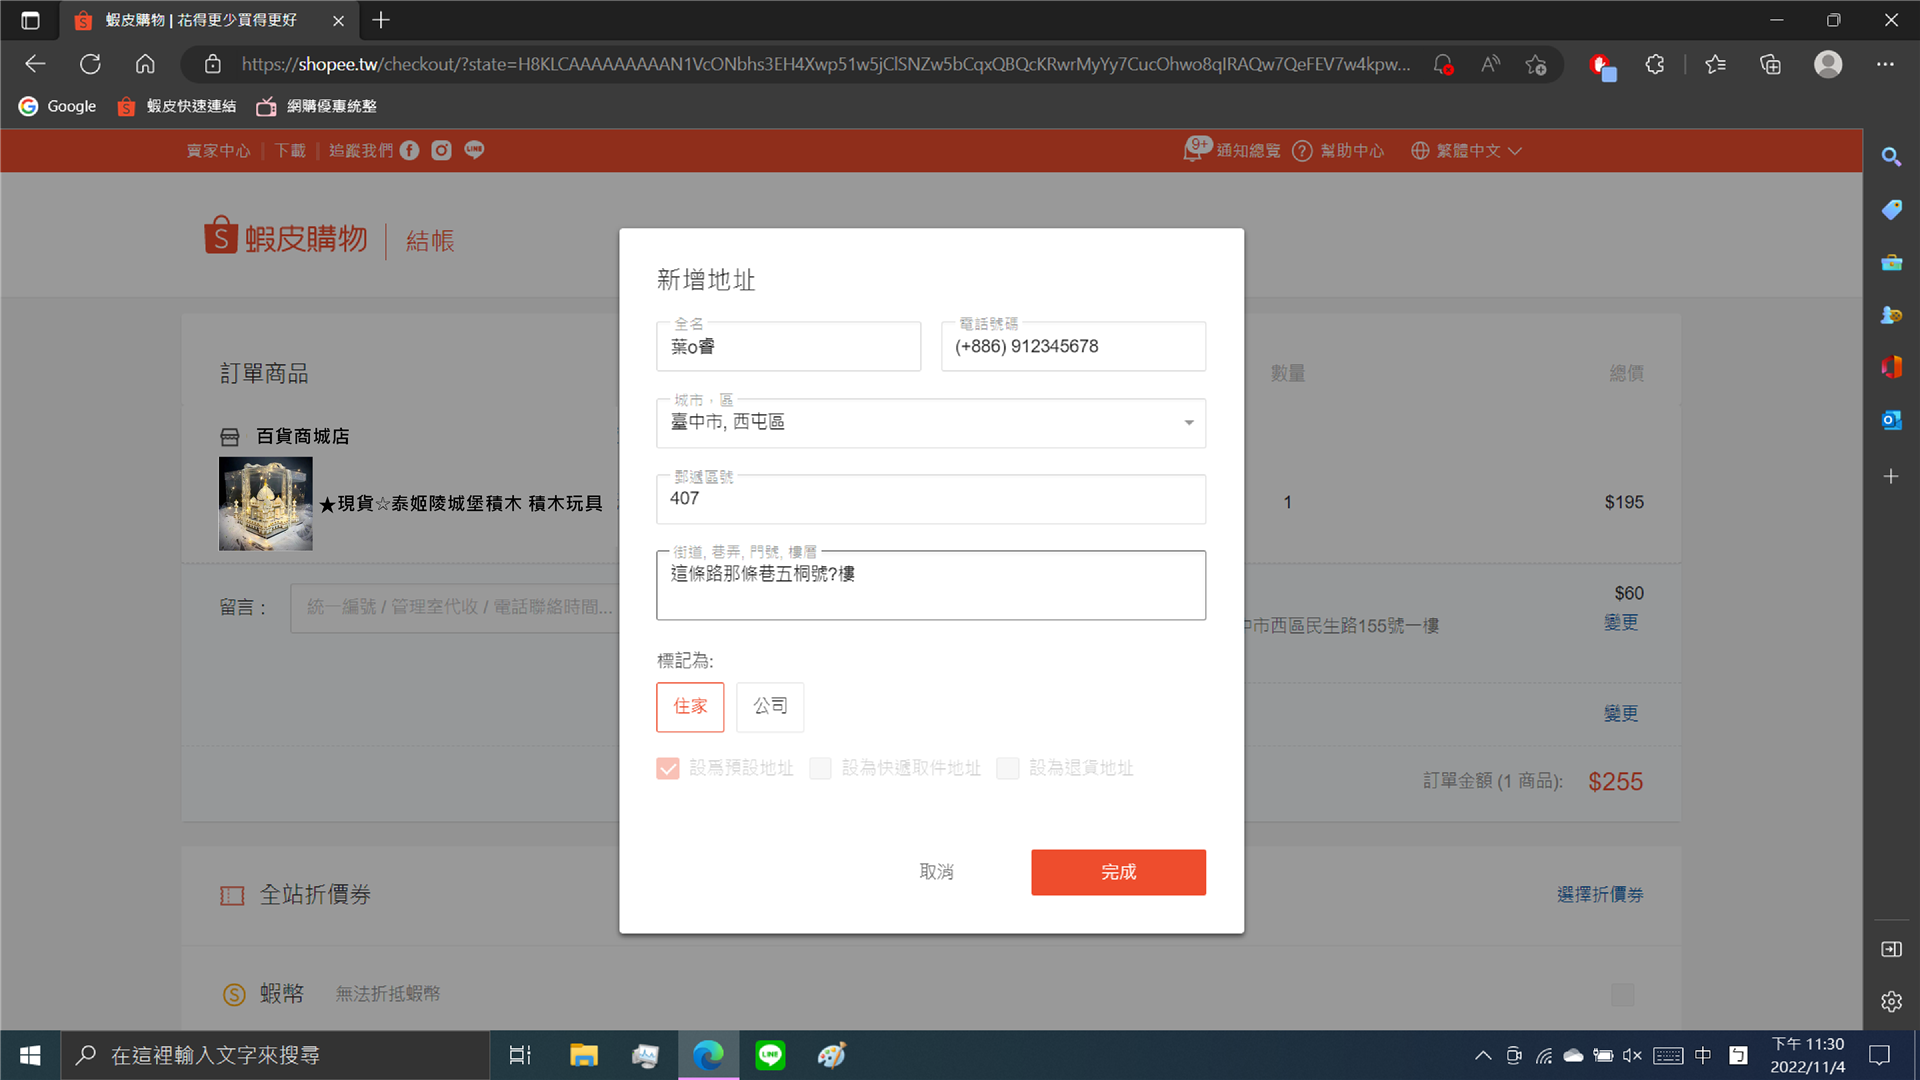 蝦皮購物 | 花得更少買得更好
https://shopee.tw/checkout/?state=H8KLCAAAAAAAAAN1VcONbhs3EH4Xwp51w5jClSNZw5bCqxQBQcKRwrMyYy7CucOhwo8qIRAQw7QeFEV7w4kpw...
Google 蝦皮快速連結 網購優惠統整
賣家中心 | 下載 | 追蹤我們
9+ 通知總覽 幫助中心 繁體中文
蝦皮購物 結帳
新增地址
全名
葉o睿
電話號碼
(+886) 912345678
城市，區
臺中市, 西屯區
郵遞區號
407
街道, 巷弄, 門號, 樓層
這條路那條巷五桐號?樓
標記為:
住家 公司
設為預設地址 設為快遞取件地址 設為退貨地址
取消 完成
訂單商品 數量 總價
百貨商城店
★現貨☆泰姬陵城堡積木 積木玩具 1 $195
留言： 統一編號 / 管理室代收 / 電話聯絡時間...
$60
市西區民生路155號一樓 變更
變更
訂單金額 (1 商品): $255
全站折價券 選擇折價券
蝦幣 無法折抵蝦幣
在這裡輸入文字來搜尋
LINE
中
下午 11:30
2022/11/4